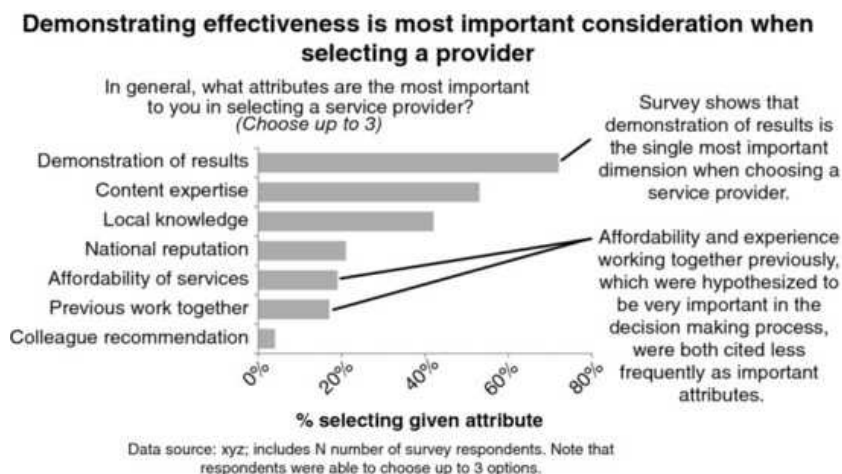 Demonstrating effectiveness is most important consideration when
selecting a provider
In general, what attributes are the most important
to you in selecting a service provider?
(Choose up to 3)
Demonstration of results
Content expertise
Local knowledge
National reputation
Affordability of services
Previous work together
Colleague recommendation
0%
20%
40%
60%
80%
% selecting given attribute
Survey shows that
demonstration of results is
the single most important
dimension when choosing a
service provider.
Affordability and experience
working together previously,
which were hypothesized to
be very important in the
decision making process,
were both cited less
frequently as important
attributes.
Data source: xyz; includes N number of survey respondents. Note that
respondents were able to choose up to 3 options.